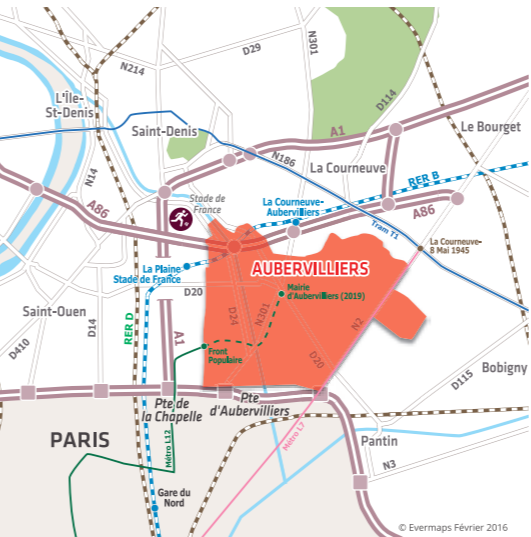 D29
N301
N214
D114
L'Île-
St-Denis
Saint-Denis
A1
Le Bourget
N186
La Courneuve
N14
RER B
Stade de
France
La Courneuve-
Aubervilliers
A86
A86
Tram T1
La Courneuve-
8 Mai 1945
La Plaine
Stade de France
AUBERVILLIERS
D20
Mairie
d'Aubervilliers (2019)
Saint-Ouen
D24
N301
N2
RER D
D14
A1
D410
Front
Populaire
D20
Bobigny
D115
Pte de
la Chapelle
Pte
d'Aubervilliers
PARIS
Métro L12
Métro L7
Pantin
N3
Gare du
Nord
© Evermaps Février 2016